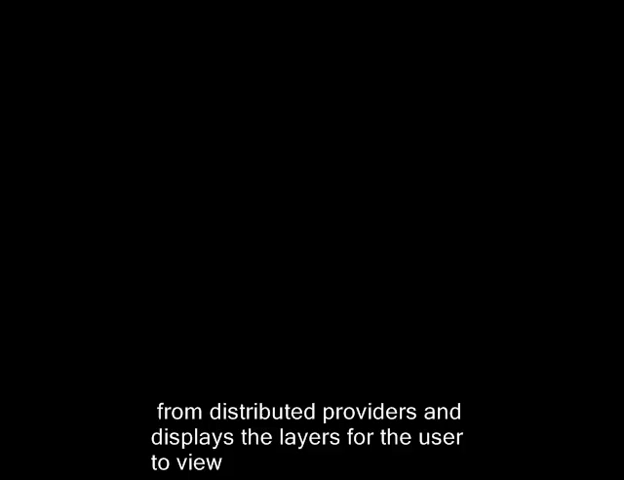 from distributed providers and
displays the layers for the user
to view